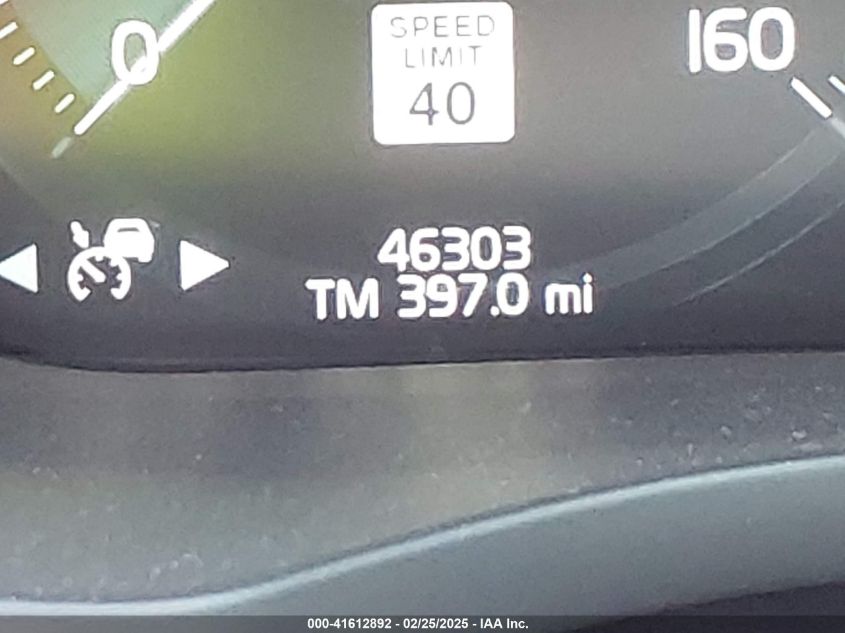 0
SPEED
LIMIT
40
160
46303
TM 397.0 mi
000-41612892 - 02/25/2025 - IAA Inc.